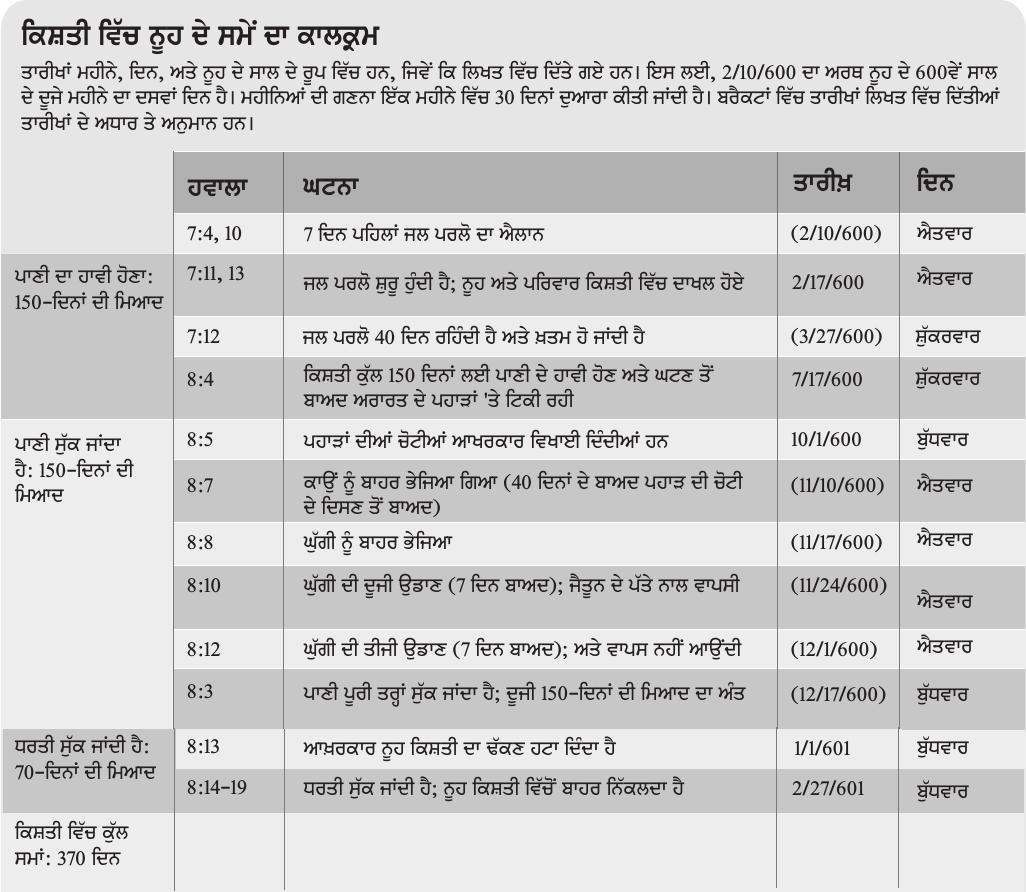 ਕਿਸ਼ਤੀ ਵਿੱਚ ਨੂਹ ਦੇ ਸਮੇਂ ਦਾ ਕਾਲਕ੍ਰਮ
ਤਾਰੀਖਾਂ ਮਹੀਨੇ, ਦਿਨ, ਅਤੇ ਨੂਹ ਦੇ ਸਾਲ ਦੇ ਰੂਪ ਵਿੱਚ ਹਨ, ਜਿਵੇਂ ਕਿ ਲਿਖਤ ਵਿੱਚ ਦਿੱਤੇ ਗਏ ਹਨ। ਇਸ ਲਈ, 2/10/600 ਦਾ ਅਰਥ ਨੂਹ ਦੇ 600ਵੇਂ ਸਾਲ
ਦੇ ਦੂਜੇ ਮਹੀਨੇ ਦਾ ਦਸਵਾਂ ਦਿਨ ਹੈ। ਮਹੀਨਿਆਂ ਦੀ ਗਣਨਾ ਇੱਕ ਮਹੀਨੇ ਵਿੱਚ 30 ਦਿਨਾਂ ਦੁਆਰਾ ਕੀਤੀ ਜਾਂਦੀ ਹੈ। ਬਰੈਕਟਾਂ ਵਿੱਚ ਤਾਰੀਖਾਂ ਲਿਖਤ ਵਿੱਚ ਦਿੱਤੀਆਂ
ਤਾਰੀਖਾਂ ਦੇ ਅਧਾਰ ਤੇ ਅਨੁਮਾਨ ਹਨ।
ਹਵਾਲਾ ਘਟਨਾ ਤਾਰੀਖ਼ ਦਿਨ
7:4, 10 7 ਦਿਨ ਪਹਿਲਾਂ ਜਲ ਪਰਲੋ ਦਾ ਐਲਾਨ (2/10/600) ਐਤਵਾਰ
ਪਾਣੀ ਦਾ ਹਾਵੀ ਹੋਣਾ:
150-ਦਿਨਾਂ ਦੀ ਮਿਆਦ
7:11, 13 ਜਲ ਪਰਲੋ ਸ਼ੁਰੂ ਹੁੰਦੀ ਹੈ; ਨੂਹ ਅਤੇ ਪਰਿਵਾਰ ਕਿਸ਼ਤੀ ਵਿੱਚ ਦਾਖਲ ਹੋਏ 2/17/600 ਐਤਵਾਰ
7:12 ਜਲ ਪਰਲੋ 40 ਦਿਨ ਰਹਿੰਦੀ ਹੈ ਅਤੇ ਖ਼ਤਮ ਹੋ ਜਾਂਦੀ ਹੈ (3/27/600) ਸ਼ੁੱਕਰਵਾਰ
8:4 ਕਿਸ਼ਤੀ ਕੁੱਲ 150 ਦਿਨਾਂ ਲਈ ਪਾਣੀ ਦੇ ਹਾਵੀ ਹੋਣ ਅਤੇ ਘਟਣ ਤੋਂ
ਬਾਅਦ ਅਰਾਰਤ ਦੇ ਪਹਾੜਾਂ 'ਤੇ ਟਿਕੀ ਰਹੀ 7/17/600 ਸ਼ੁੱਕਰਵਾਰ
ਪਾਣੀ ਸੁੱਕ ਜਾਂਦਾ
ਹੈ: 150-ਦਿਨਾਂ ਦੀ
ਮਿਆਦ
8:5 ਪਹਾੜਾਂ ਦੀਆਂ ਚੋਟੀਆਂ ਆਖਰਕਾਰ ਵਿਖਾਈ ਦਿੰਦੀਆਂ ਹਨ 10/1/600 ਬੁੱਧਵਾਰ
8:7 ਕਾਉਂ ਨੂੰ ਬਾਹਰ ਭੇਜਿਆ ਗਿਆ (40 ਦਿਨਾਂ ਦੇ ਬਾਅਦ ਪਹਾੜ ਦੀ ਚੋਟੀ
ਦੇ ਦਿਸਣ ਤੋਂ ਬਾਅਦ) (11/10/600) ਐਤਵਾਰ
8:8 ਘੁੱਗੀ ਨੂੰ ਬਾਹਰ ਭੇਜਿਆ (11/17/600) ਐਤਵਾਰ
8:10 ਘੁੱਗੀ ਦੀ ਦੂਜੀ ਉਡਾਣ (7 ਦਿਨ ਬਾਅਦ); ਜੈਤੂਨ ਦੇ ਪੱਤੇ ਨਾਲ ਵਾਪਸੀ (11/24/600) ਐਤਵਾਰ
8:12 ਘੁੱਗੀ ਦੀ ਤੀਜੀ ਉਡਾਣ (7 ਦਿਨ ਬਾਅਦ); ਅਤੇ ਵਾਪਸ ਨਹੀਂ ਆਉਂਦੀ (12/1/600) ਐਤਵਾਰ
8:3 ਪਾਣੀ ਪੂਰੀ ਤਰ੍ਹਾਂ ਸੁੱਕ ਜਾਂਦਾ ਹੈ; ਦੂਜੀ 150-ਦਿਨਾਂ ਦੀ ਮਿਆਦ ਦਾ ਅੰਤ (12/17/600) ਬੁੱਧਵਾਰ
ਧਰਤੀ ਸੁੱਕ ਜਾਂਦੀ ਹੈ:
70-ਦਿਨਾਂ ਦੀ ਮਿਆਦ
8:13 ਆਖ਼ਰਕਾਰ ਨੂਹ ਕਿਸ਼ਤੀ ਦਾ ਢੱਕਣ ਹਟਾ ਦਿੰਦਾ ਹੈ 1/1/601 ਬੁੱਧਵਾਰ
8:14-19 ਧਰਤੀ ਸੁੱਕ ਜਾਂਦੀ ਹੈ; ਨੂਹ ਕਿਸ਼ਤੀ ਵਿੱਚੋਂ ਬਾਹਰ ਨਿੱਕਲਦਾ ਹੈ 2/27/601 ਬੁੱਧਵਾਰ
ਕਿਸ਼ਤੀ ਵਿੱਚ ਕੁੱਲ
ਸਮਾਂ: 370 ਦਿਨ